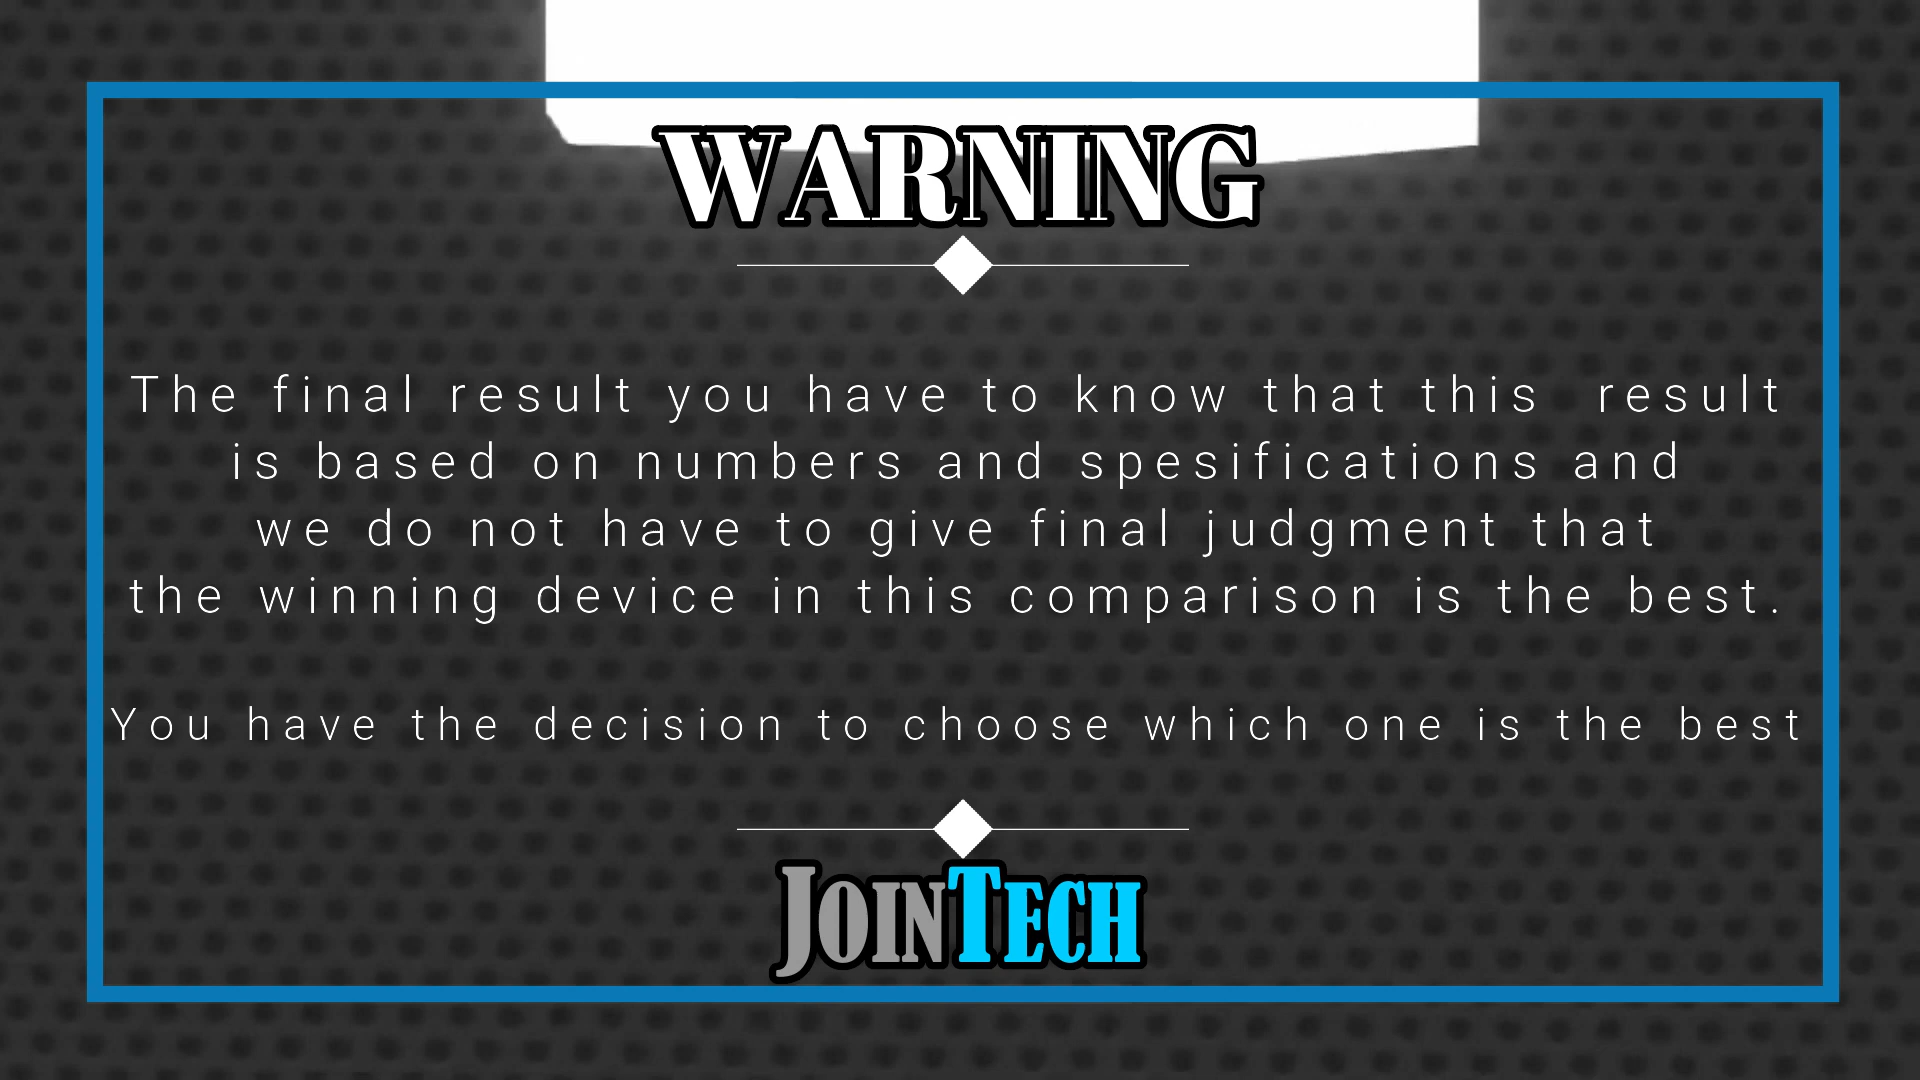 WARNING
The final result you have to know that this result
is based on numbers and spesifications and
we do not have to give final judgment that
the winning device in this comparison is the best.
You have the decision to choose which one is the best
JOINTECH